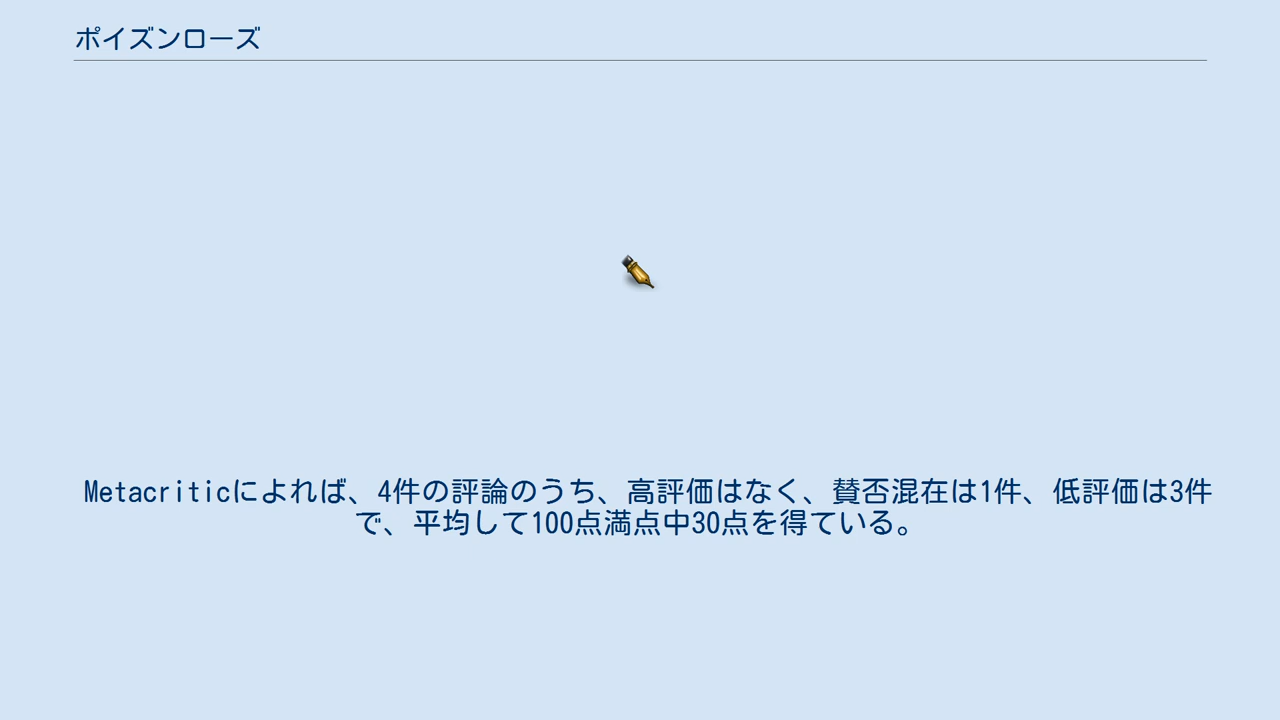 ポイズンローズ
Metacriticによれば、4件の評論のうち、高評価はなく、賛否混在は1件、低評価は3件
で、平均して100点満点中30点を得ている。